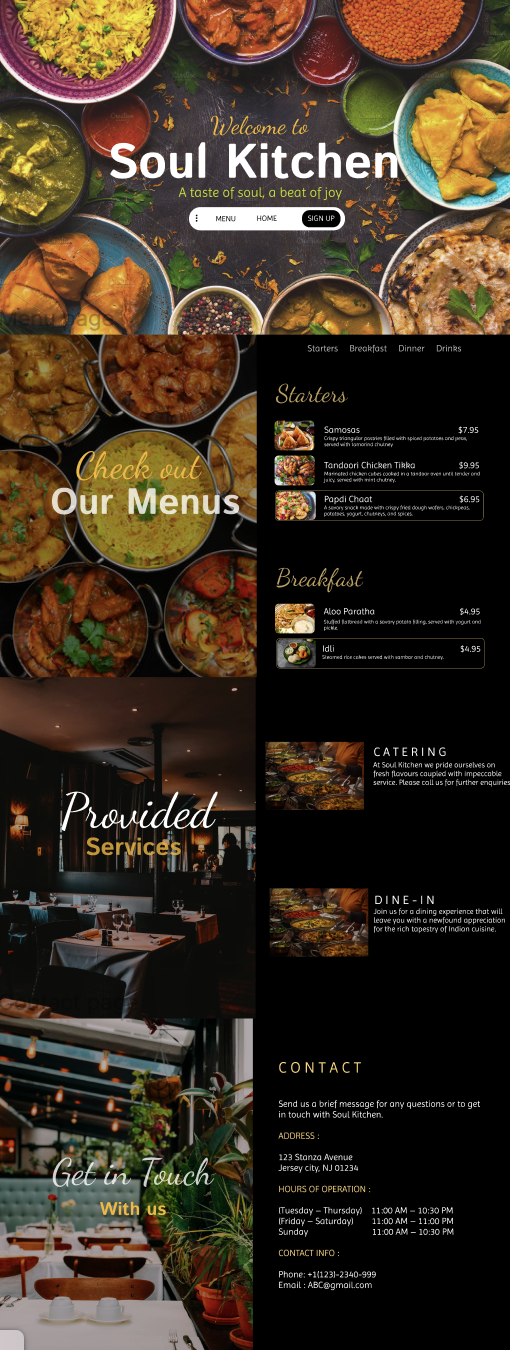 Welcome to
Soul Kitchen
A taste of soul, a beat of joy
MENU HOME SIGN UP
Starters Breakfast Dinner Drinks
Check out
Our Menus
Starters
Samosas $7.95
Crispy triangular pastries filled with spiced potatoes and peas,
served with tamarind chutney
Tandoori Chicken Tikka $9.95
Marinated chicken cubes cooked in a tandoor oven until tender and
juicy, served with mint chutney.
Papdi Chaat $6.95
A savory snack made with crispy fried dough wafers, chickpeas,
potatoes, yogurt, chutneys, and spices.
Breakfast
Aloo Paratha $4.95
Stuffed flatbread with a savory potato filling, served with yogurt and
pickle.
Idli $4.95
Steamed rice cakes served with sambar and chutney.
Provided
Services
CATERING
At Soul Kitchen we pride ourselves on
fresh flavours coupled with impeccable
service. Please call us for further enquiries
DINE-IN
Join us for a dining experience that will
leave you with a newfound appreciation
for the rich tapestry of Indian cuisine.
Get in Touch
With us
CONTACT
Send us a brief message for any questions or to get
in touch with Soul Kitchen.
ADDRESS :
123 Stanza Avenue
Jersey city, NJ 01234
HOURS OF OPERATION :
(Tuesday – Thursday) 11:00 AM – 10:30 PM
(Friday – Saturday) 11:00 AM – 11:00 PM
Sunday 11:00 AM – 10:30 PM
CONTACT INFO :
Phone: +1(123)-2340-999
Email : ABC@gmail.com